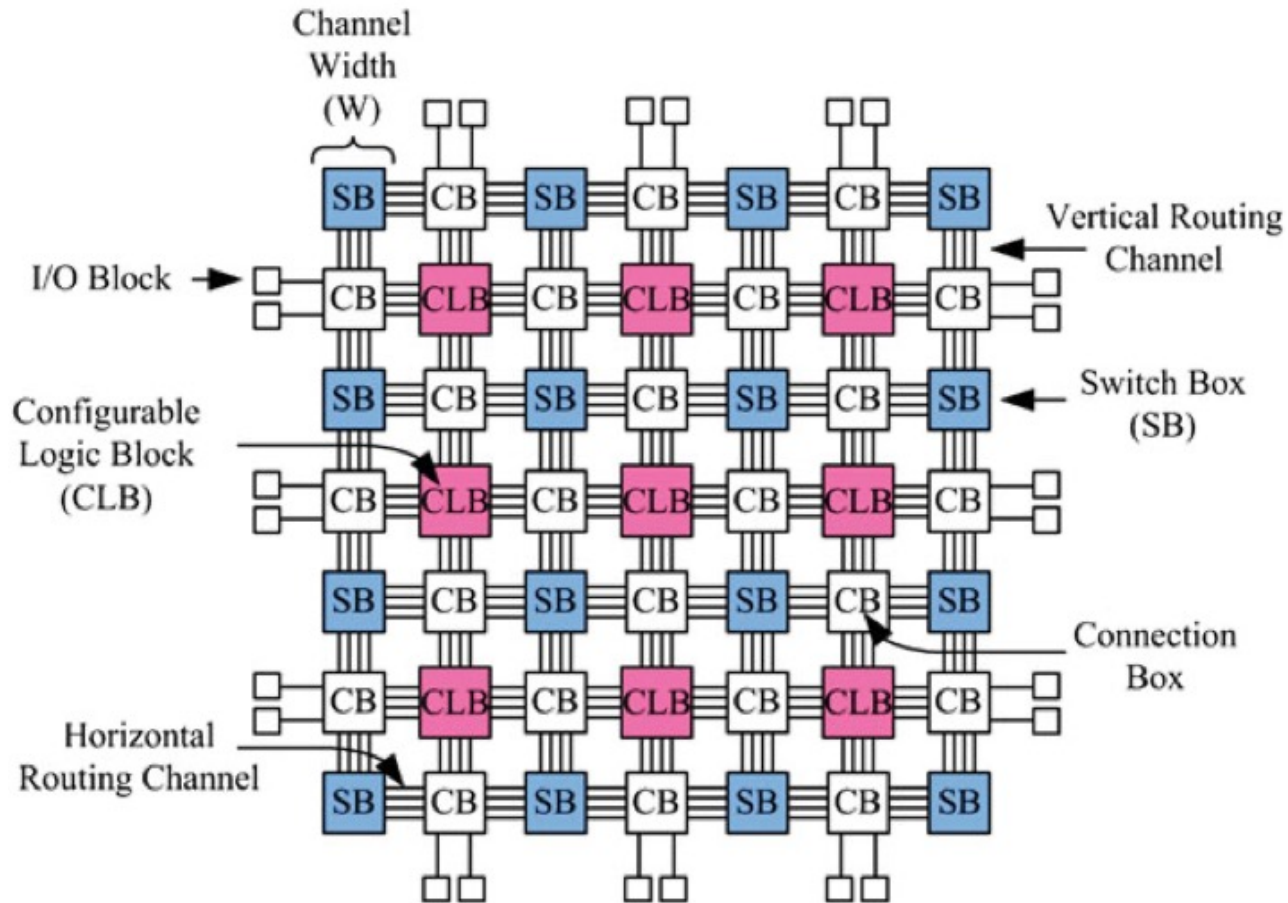 Channel
Width
(W)
SB CB SB CB SB CB SB
Vertical Routing
Channel
I/O Block
CB CLB CB CLB CB CLB CB
SB CB SB CB SB CB SB
Switch Box
(SB)
Configurable
Logic Block
(CLB)
CB CLB CB CLB CB CLB CB
SB CB SB CB SB CB SB
Connection
Box
CB CLB CB CLB CB CLB CB
Horizontal
Routing Channel
SB CB SB CB SB CB SB